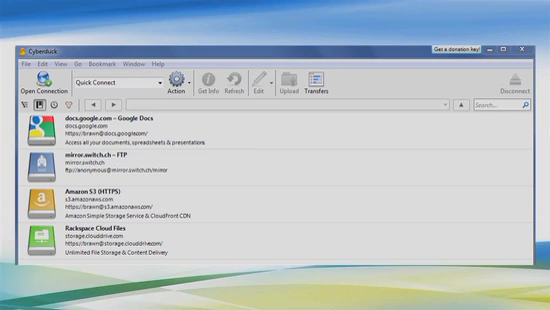 Cyberduck
Get a donation key!
File Edit View Go Bookmark Window Help
Open Connection
Quick Connect
Action
Get Info
Refresh
Edit
Upload
Transfers
Disconnect
Search...
docs.google.com – Google Docs
docs.google.com
https://brawn@docs.google.com/
Access all your documents, spreadsheets & presentations
mirror.switch.ch – FTP
mirror.switch.ch
ftp://anonymous@mirror.switch.ch/mirror
Amazon S3 (HTTPS)
s3.amazonaws.com
https://brawn@s3.amazonaws.com/
Amazon Simple Storage Service & CloudFront CDN
Rackspace Cloud Files
storage.clouddrive.com
https://brawn@storage.clouddrive.com/
Unlimited File Storage & Content Delivery